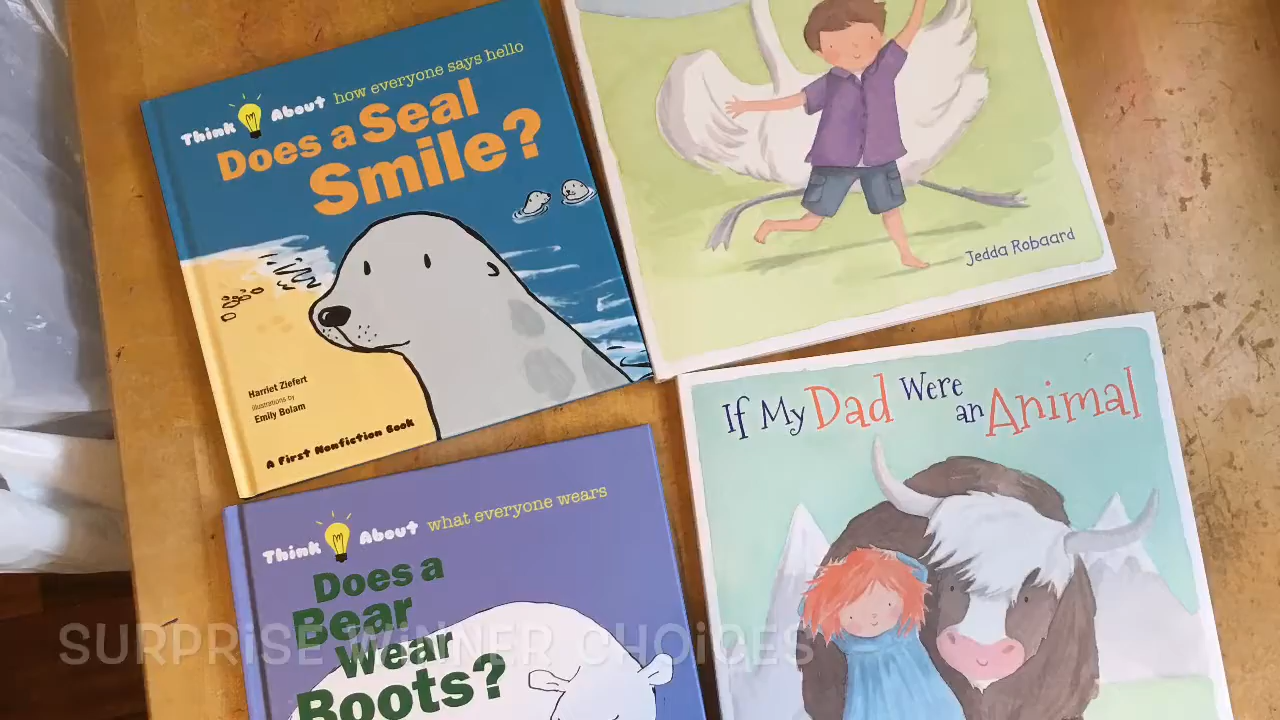 Think About how everyone says hello
Does a Seal
Smile?
Harriet Ziefert
illustrations by
Emily Bolam
A First Nonfiction Book
Jedda Robaard
Think About what everyone wears
Does a
Bear
Wear
Boots?
If My Dad Were
an Animal
SURPRiSE WiNNER CHOiCES